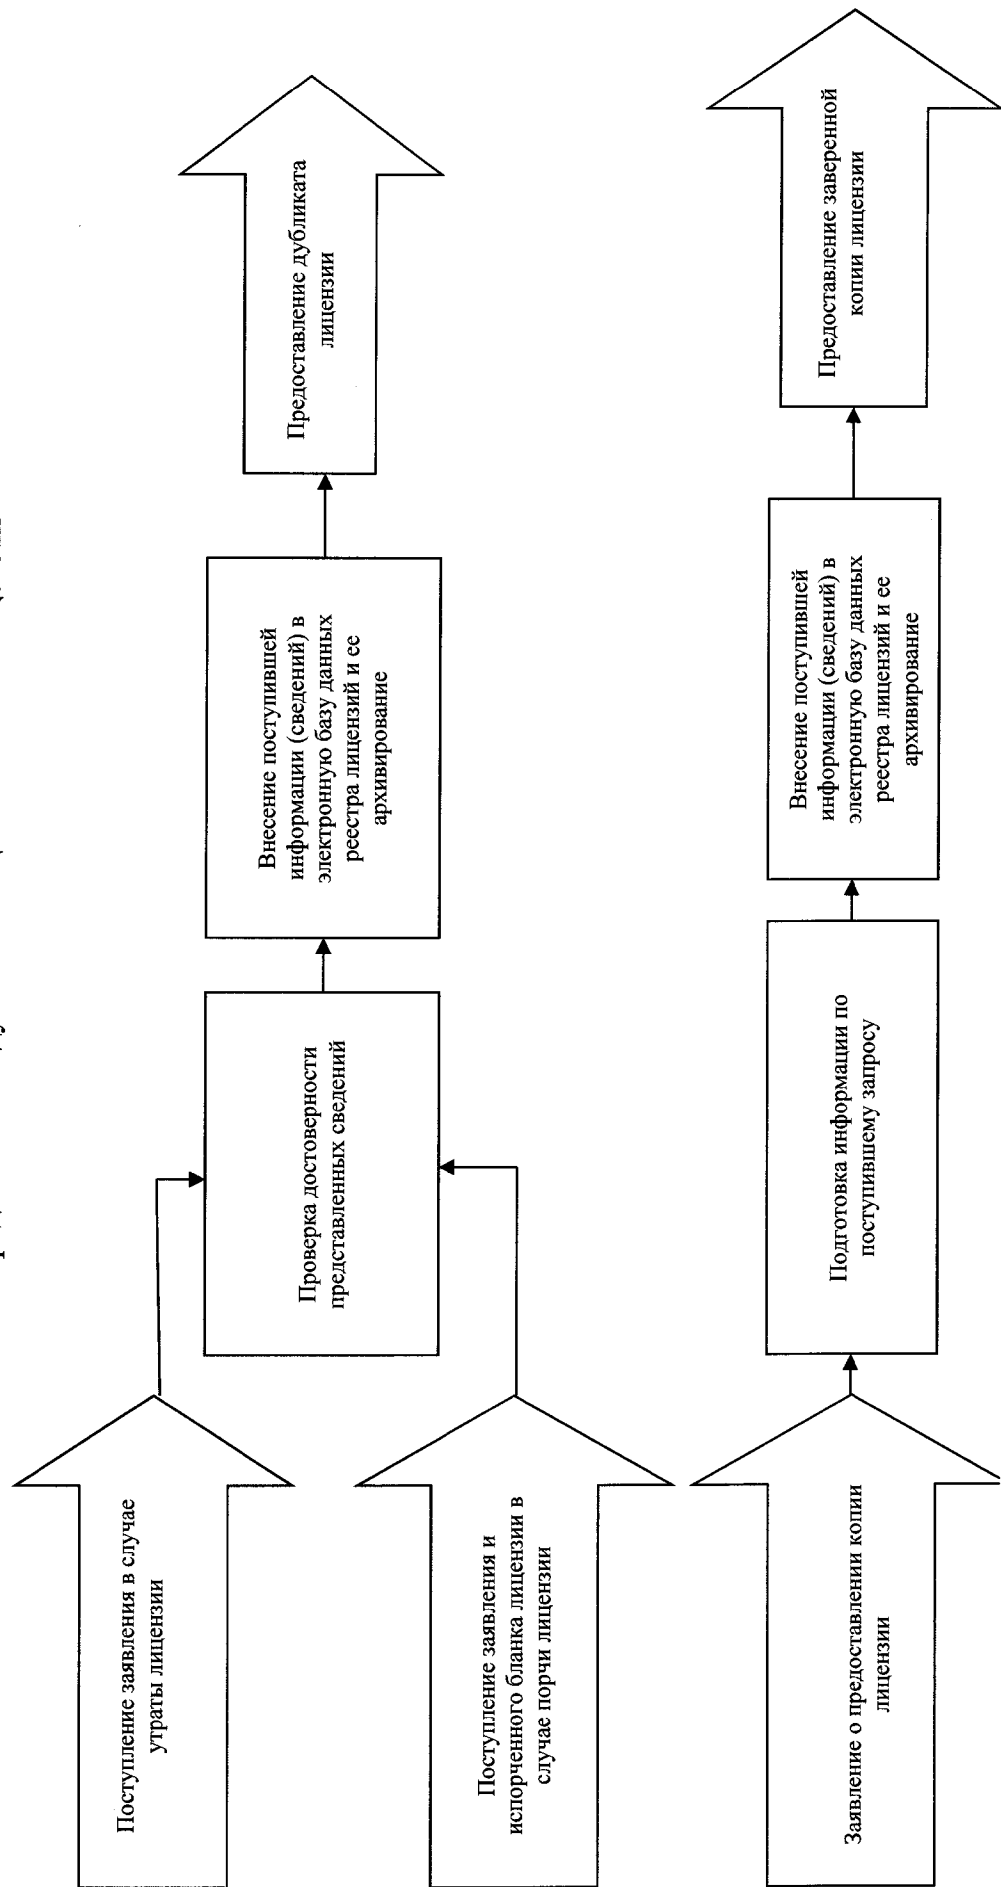 Поступление заявления в случае
утраты лицензии
Поступление заявления и
испорченного бланка лицензии в
случае порчи лицензии
Проверка достоверности
представленных сведений
Внесение поступившей
информации (сведений) в
электронную базу данных
реестра лицензий и ее
архивирование
Предоставление дубликата
лицензии
Заявление о предоставлении копии
лицензии
Подготовка информации по
поступившему запросу
Внесение поступившей
информации (сведений) в
электронную базу данных
реестра лицензий и ее
архивирование
Предоставление заверенной
копии лицензии